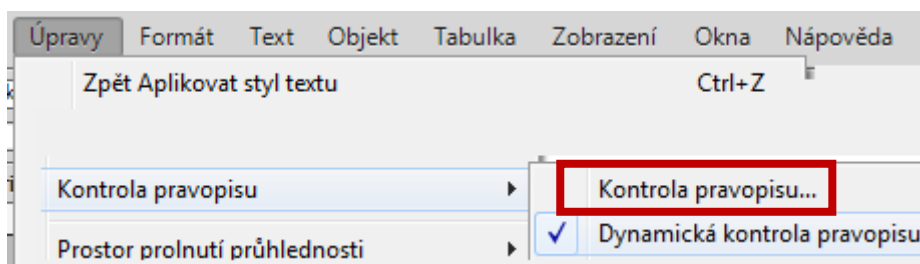 Úpravy Formát Text Objekt Tabulka Zobrazení Okna Nápověda
Zpět Aplikovat styl textu Ctrl+Z
Kontrola pravopisu Kontrola pravopisu...
Prostor prolnutí průhlednosti Dynamická kontrola pravopisu